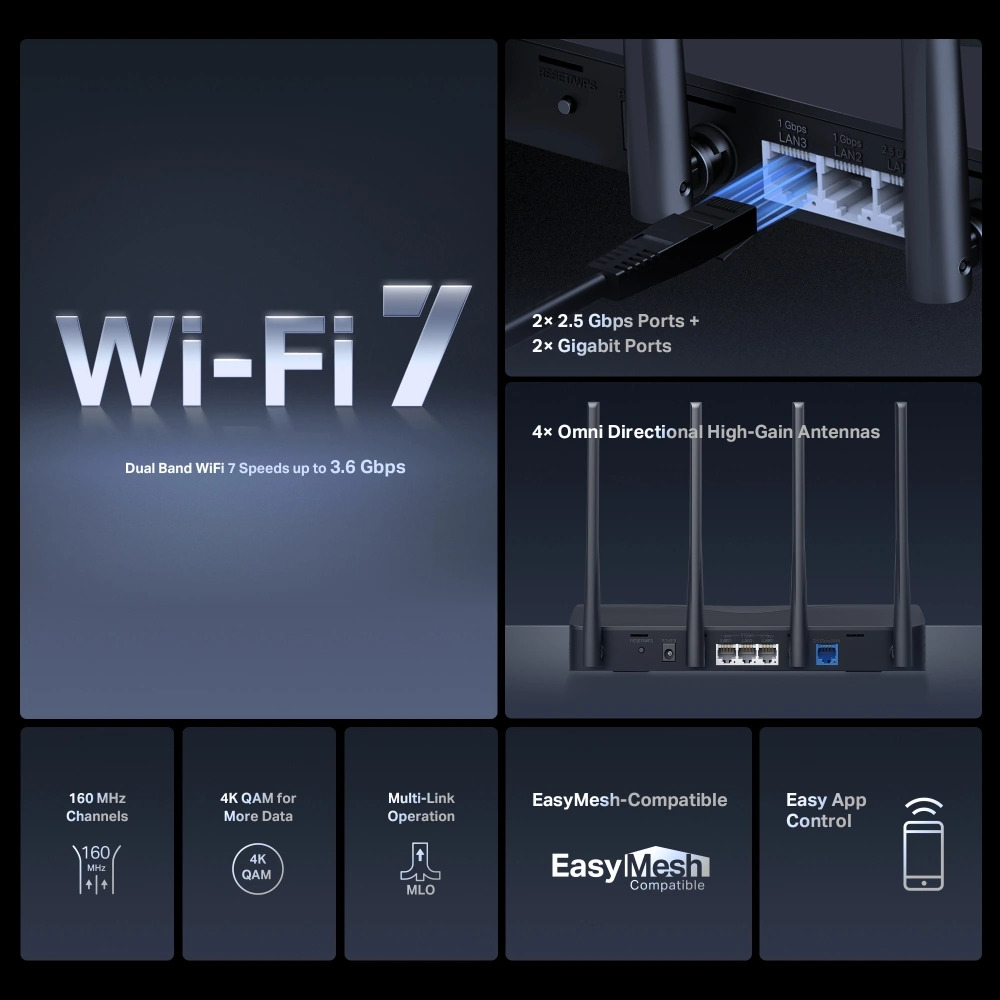 Wi-Fi 7
Dual Band WiFi 7 Speeds up to 3.6 Gbps
RESET/WPS
1 Gbps
LAN3
1 Gbps
LAN2
2× 2.5 Gbps Ports +
2× Gigabit Ports
4× Omni Directional High-Gain Antennas
160 MHz
Channels
160
MHz
4K QAM for
More Data
4K
QAM
Multi-Link
Operation
MLO
EasyMesh-Compatible
EasyMesh
Compatible
Easy App
Control